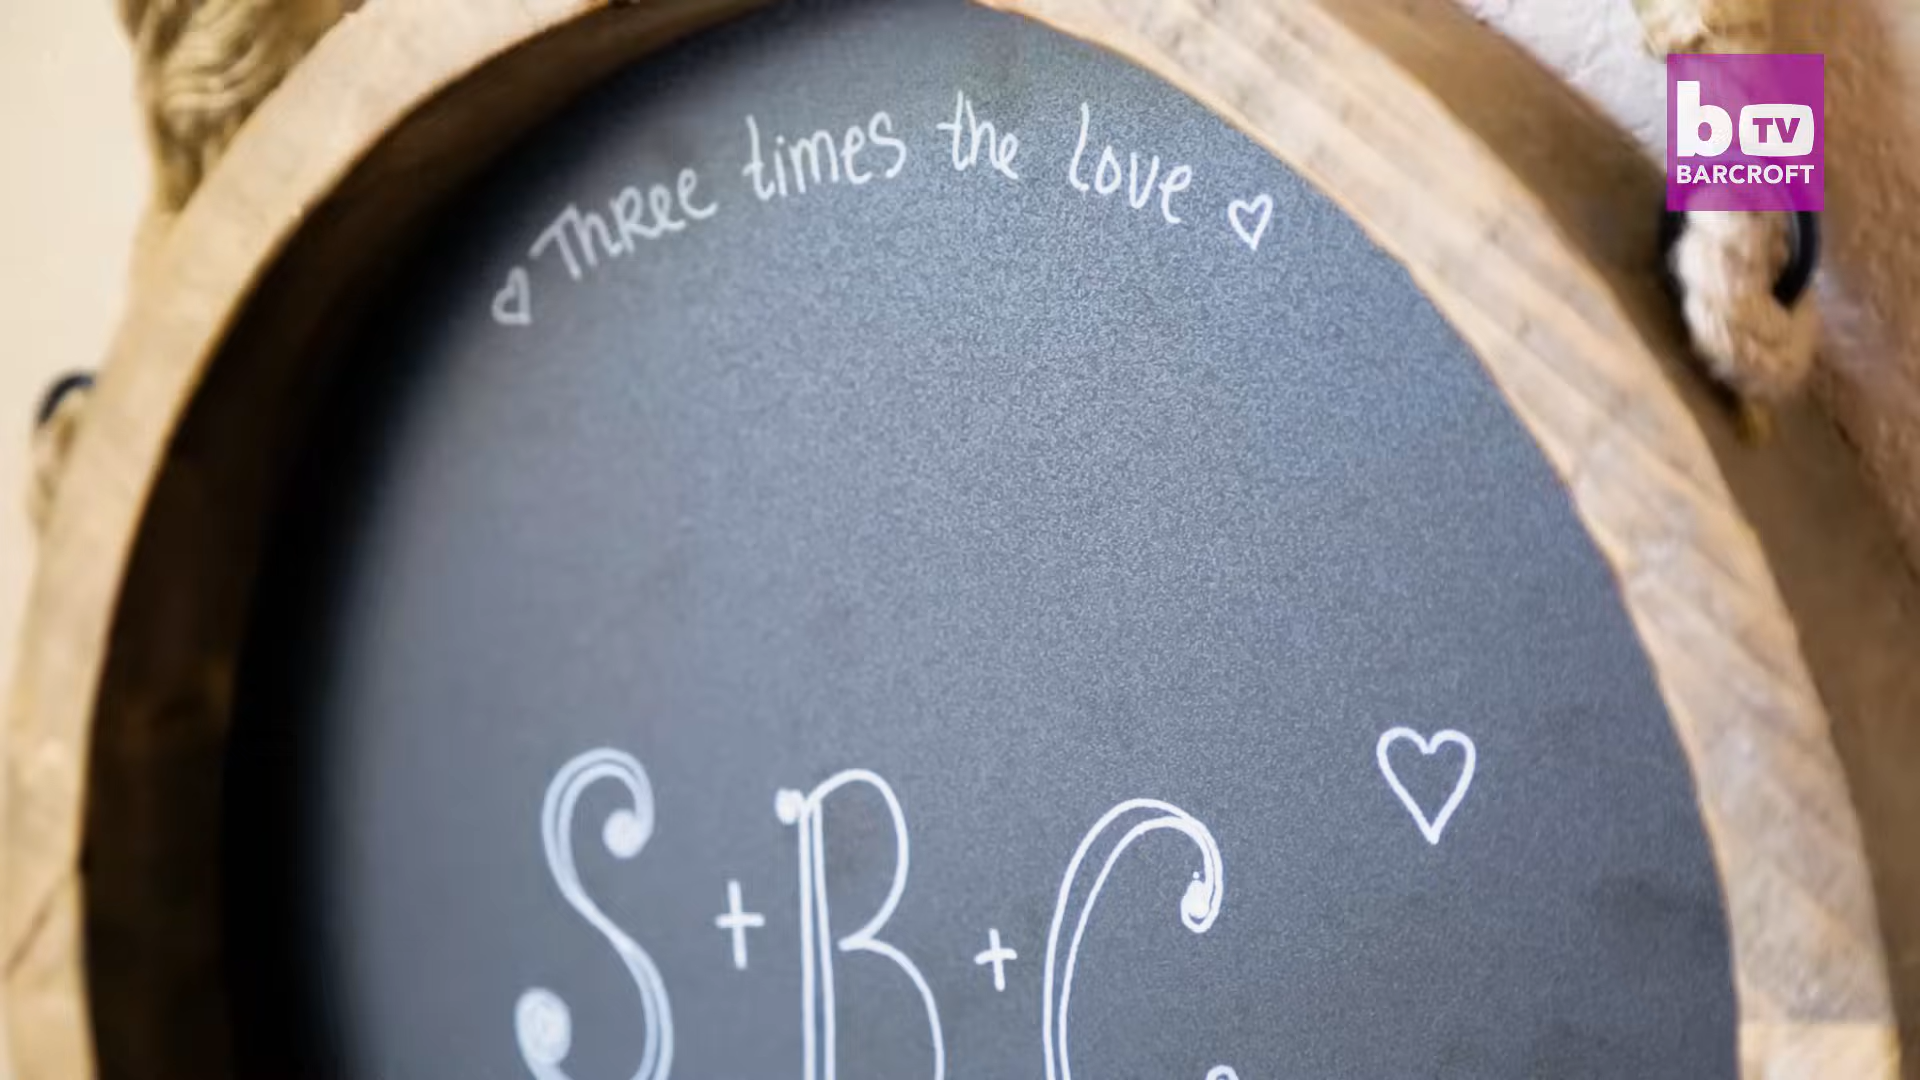 ♡ Three times the love ♡
S + B + C ♡
b TV
BARCROFT